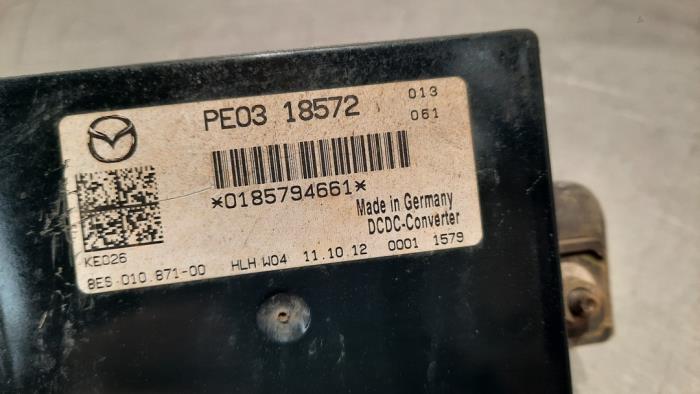 PE03 18572
013
061
*0185794661*
Made in Germany
DCDC-Converter
KE026
8ES 010.871-00 HLH W04 11.10.12 0001 1579